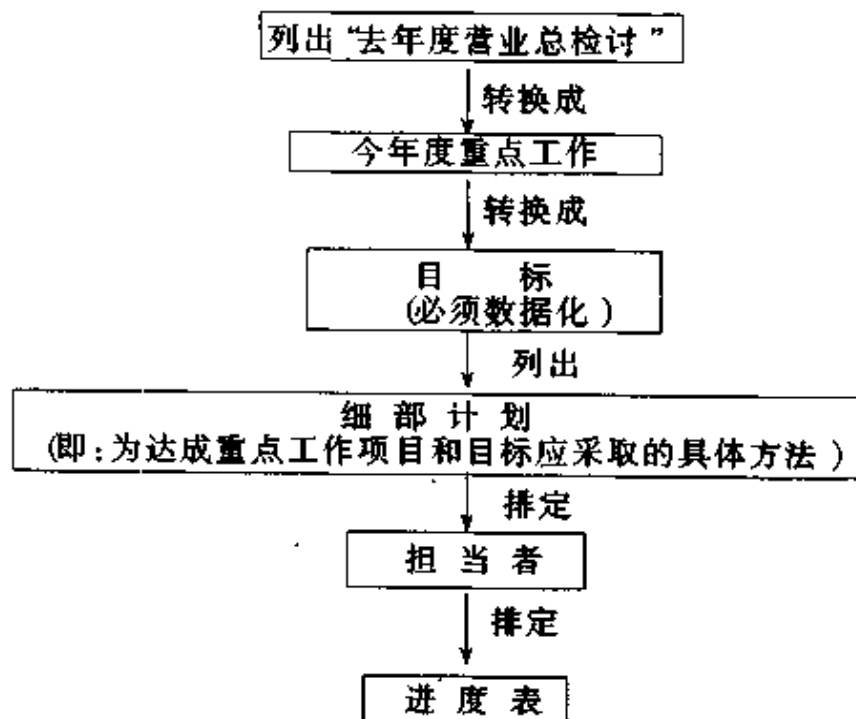 列出“去年度营业总检讨”
转换成
今年度重点工作
转换成
目 标
(必须数据化)
列出
细部计划
(即:为达成重点工作项目和目标应采取的具体方法)
排定
担当者
排定
进度表